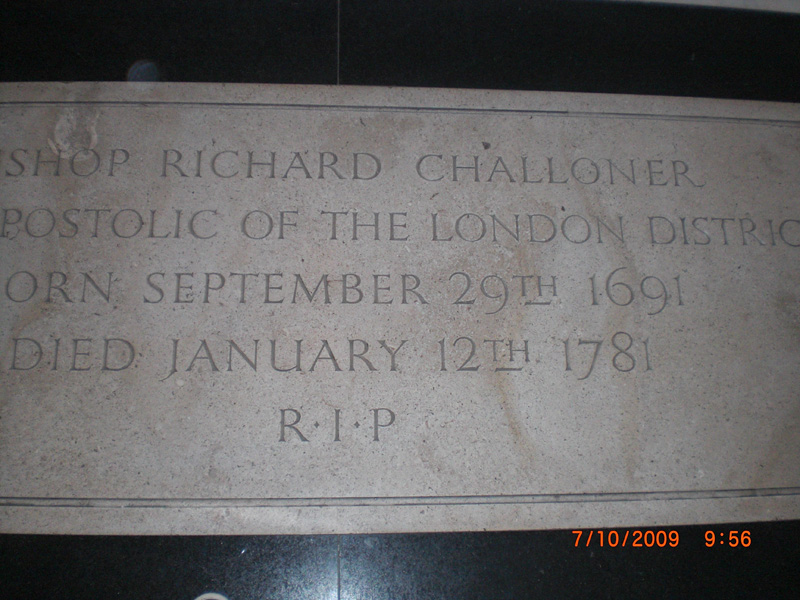 SHOP RICHARD CHALLONER
POSTOLIC OF THE LONDON DISTRIC
ORN SEPTEMBER 29TH 1691
DIED JANUARY 12TH 1781
R·I·P
7/10/2009 9:56